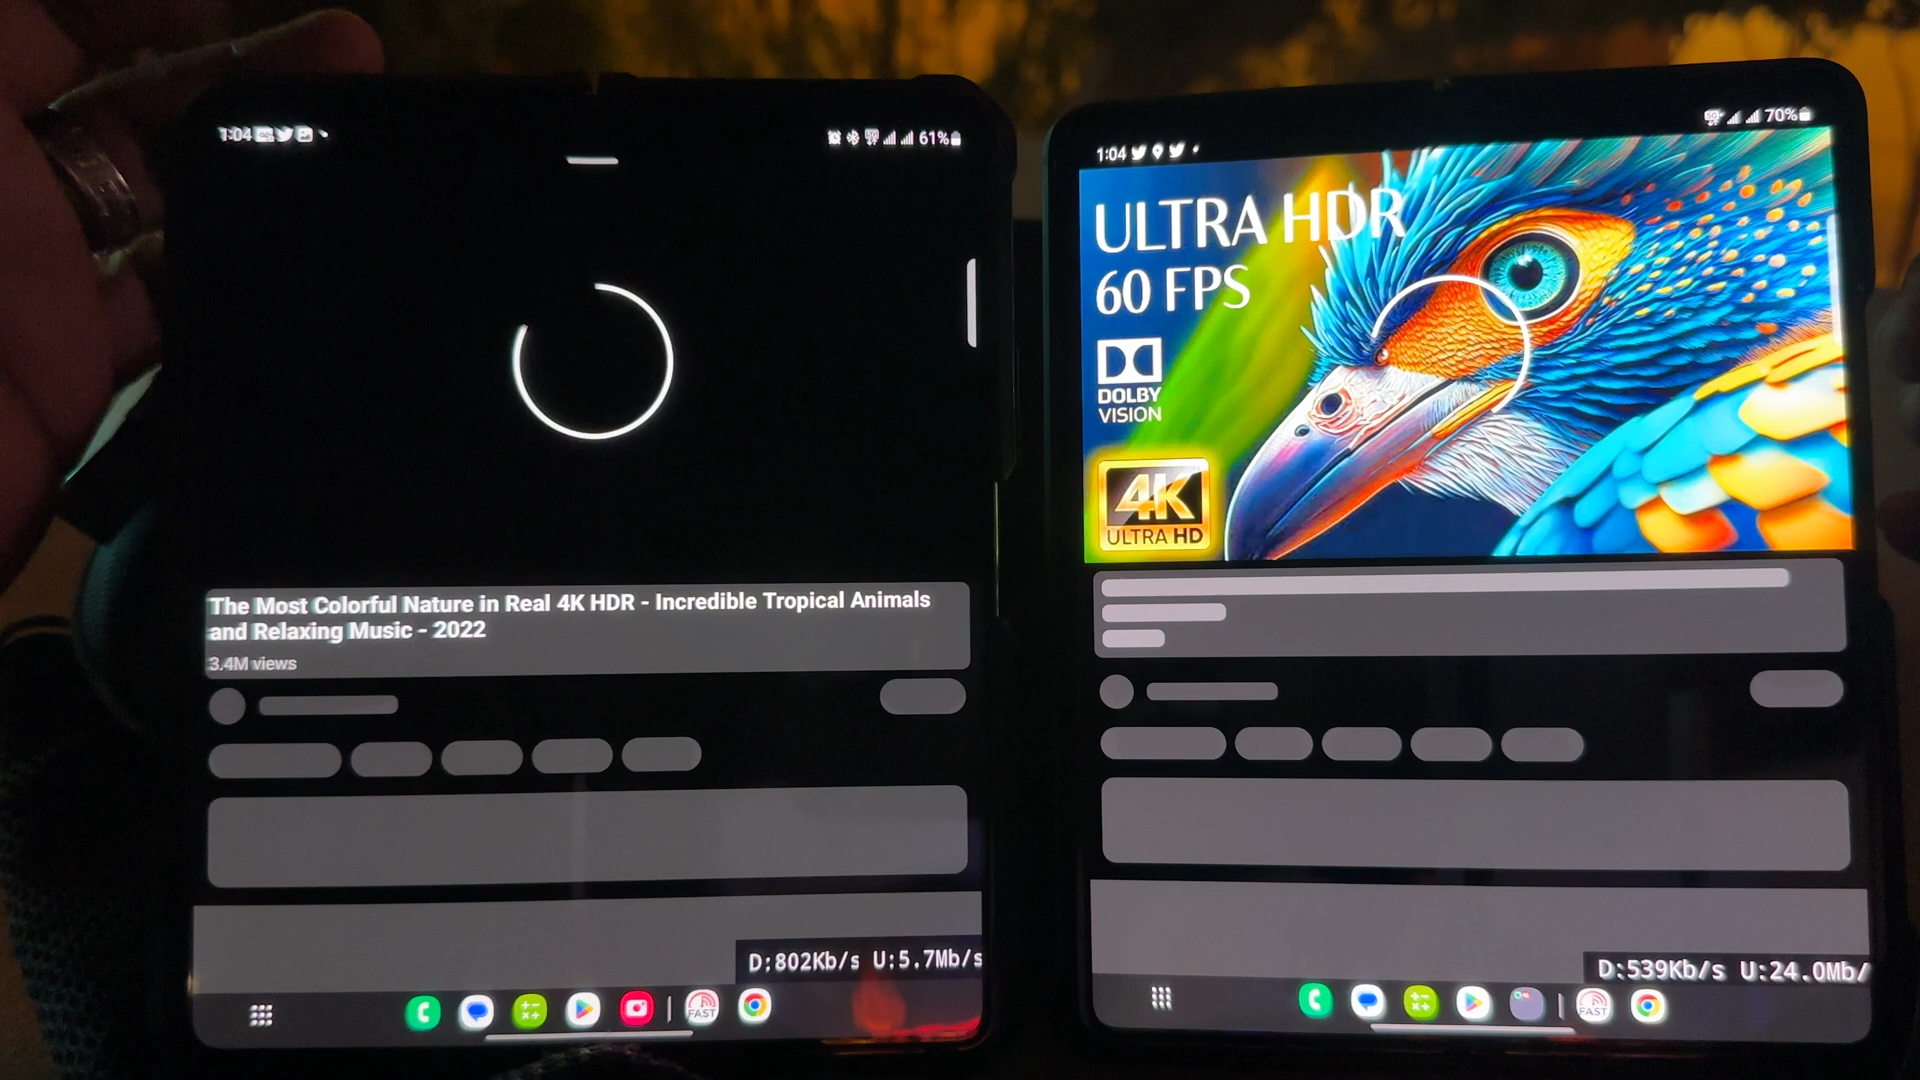 1:04
61%
The Most Colorful Nature in Real 4K HDR - Incredible Tropical Animals
and Relaxing Music - 2022
3.4M views
D:802Kb/s U:5.7Mb/s
FAST
1:04
70%
ULTRA HDR
60 FPS
DOLBY
VISION
4K
ULTRA HD
D:539Kb/s U:24.0Mb/
FAST